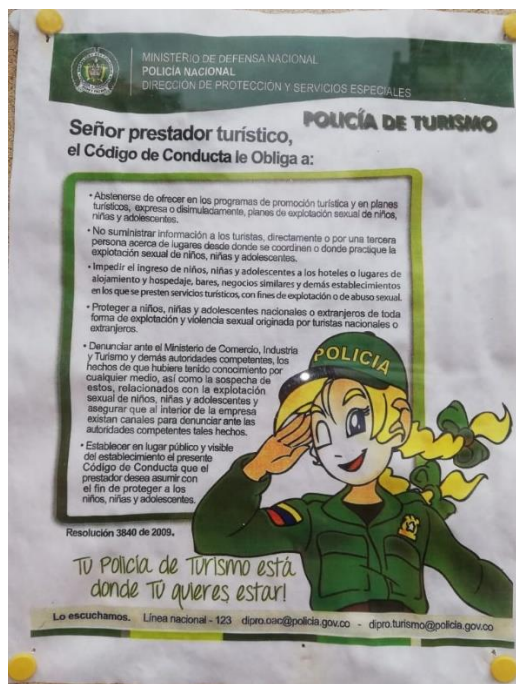 MINISTERIO DE DEFENSA NACIONAL
POLICÍA NACIONAL
DIRECCIÓN DE PROTECCIÓN Y SERVICIOS ESPECIALES
POLICÍA DE TURISMO
Señor prestador turístico,
el Código de Conducta le Obliga a:
• Abstenerse de ofrecer en los programas de promoción turística y en planes
turísticos, expresa o disimuladamente, planes de explotación sexual de niños,
niñas y adolescentes.
• No suministrar información a los turistas, directamente o por una tercera
persona acerca de lugares desde donde se coordinen o donde practique la
explotación sexual de niños, niñas y adolescentes.
• Impedir el ingreso de niños, niñas y adolescentes a los hoteles o lugares de
alojamiento y hospedaje, bares, negocios similares y demás establecimientos
en los que se presten servicios turísticos, con fines de explotación o de abuso sexual.
• Proteger a niños, niñas y adolescentes nacionales o extranjeros de toda
forma de explotación y violencia sexual originada por turistas nacionales o
extranjeros.
• Denunciar ante el Ministerio de Comercio, Industria
y Turismo y demás autoridades competentes, los
hechos de que hubiere tenido conocimiento por
cualquier medio, así como la sospecha de
estos, relacionados con la explotación
sexual de niños, niñas y adolescentes y
asegurar que al interior de la empresa
existan canales para denunciar ante las
autoridades competentes tales hechos.
• Establecer en lugar público y visible
del establecimiento el presente
Código de Conducta que el
prestador desea asumir con
el fin de proteger a los
niños, niñas y adolescentes.
POLICIA
Resolución 3840 de 2009.
Tu Policía de Turismo está
donde Tú quieres estar!
Lo escuchamos. Línea nacional - 123 dipro.oac@policia.gov.co - dipro.turismo@policia.gov.co